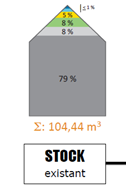 ≤ 1 %
5 %
8 %
8 %
79 %
Σ: 104,44 m³
STOCK
existant